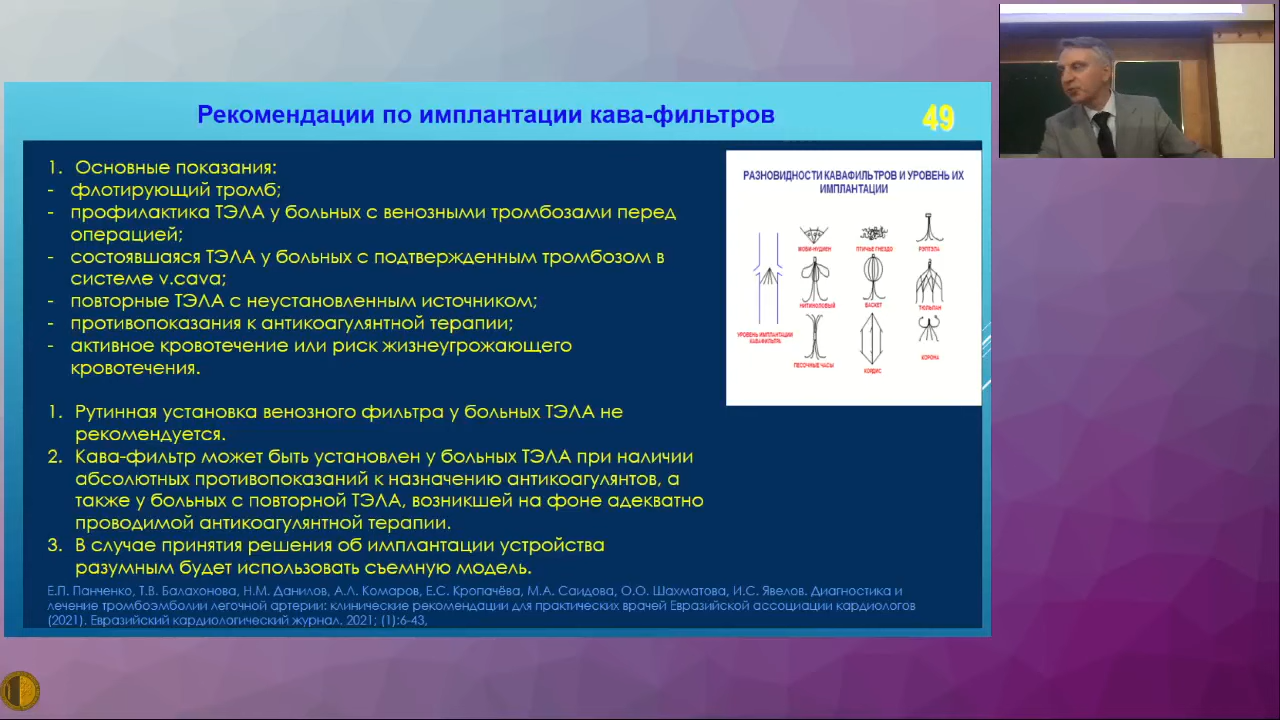 Рекомендации по имплантации кава-фильтров
49
1. Основные показания:
- флотирующий тромб;
- профилактика ТЭЛА у больных с венозными тромбозами перед
операцией;
- состоявшаяся ТЭЛА у больных с подтвержденным тромбозом в
системе v.cava;
- повторные ТЭЛА с неустановленным источником;
- противопоказания к антикоагулянтной терапии;
- активное кровотечение или риск жизнеугрожающего
кровотечения.
1. Рутинная установка венозного фильтра у больных ТЭЛА не
рекомендуется.
2. Кава-фильтр может быть установлен у больных ТЭЛА при наличии
абсолютных противопоказаний к назначению антикоагулянтов, а
также у больных с повторной ТЭЛА, возникшей на фоне адекватно
проводимой антикоагулянтной терапии.
3. В случае принятия решения об имплантации устройства
разумным будет использовать съемную модель.
Е.П. Панченко, Т.В. Балахонова, Н.М. Данилов, А.Л. Комаров, Е.С. Кропачёва, М.А. Саидова, О.О. Шахматова, И.С. Явелов. Диагностика и
лечение тромбоэмболии легочной артерии: клинические рекомендации для практических врачей Евразийской ассоциации кардиологов
(2021). Евразийский кардиологический журнал. 2021; (1):6-43,
РАЗНОВИДНОСТИ КАВАФИЛЬТРОВ И УРОВЕНЬ ИХ
ИМПЛАНТАЦИИ
МОБИ-НУДИЕН
ПТИЧЬЕ ГНЕЗДО
РЭПТЭЛА
НИТИНОЛОВЫЙ
БАСКЕТ
ТЮЛЬПАН
УРОВЕНЬ ИМПЛАНТАЦИИ
КАВАФИЛЬТРА
ПЕСОЧНЫЕ ЧАСЫ
КОРДИС
КОРОНА